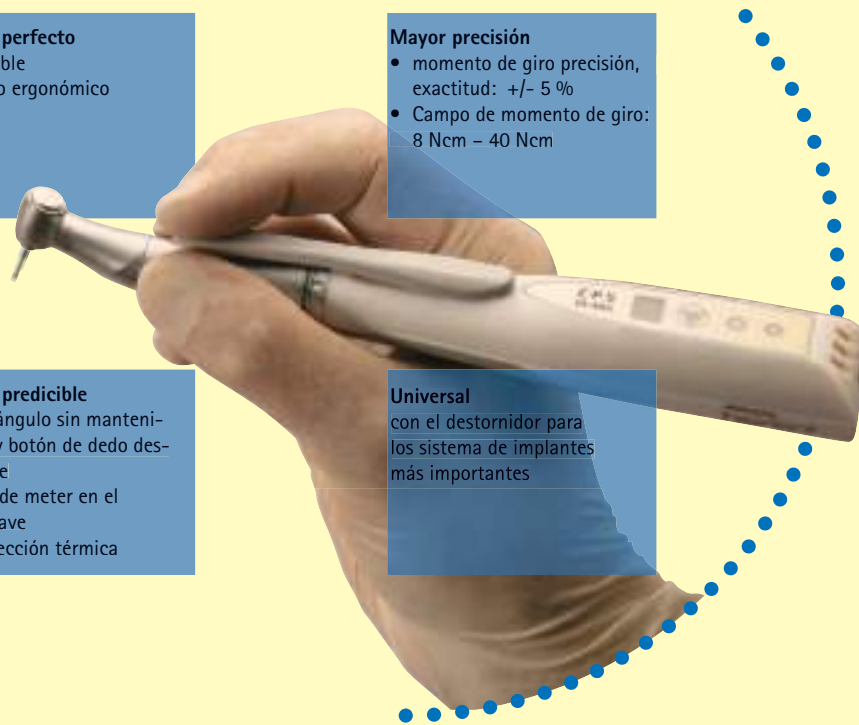 perfecto
ble
o ergonómico
Mayor precisión
• momento de giro precisión,
exactitud: +/- 5 %
• Campo de momento de giro:
8 Ncm – 40 Ncm
predicible
ángulo sin manteni-
y botón de dedo des-
e
de meter en el
ave
ección térmica
Universal
con el destornidor para
los sistema de implantes
más importantes